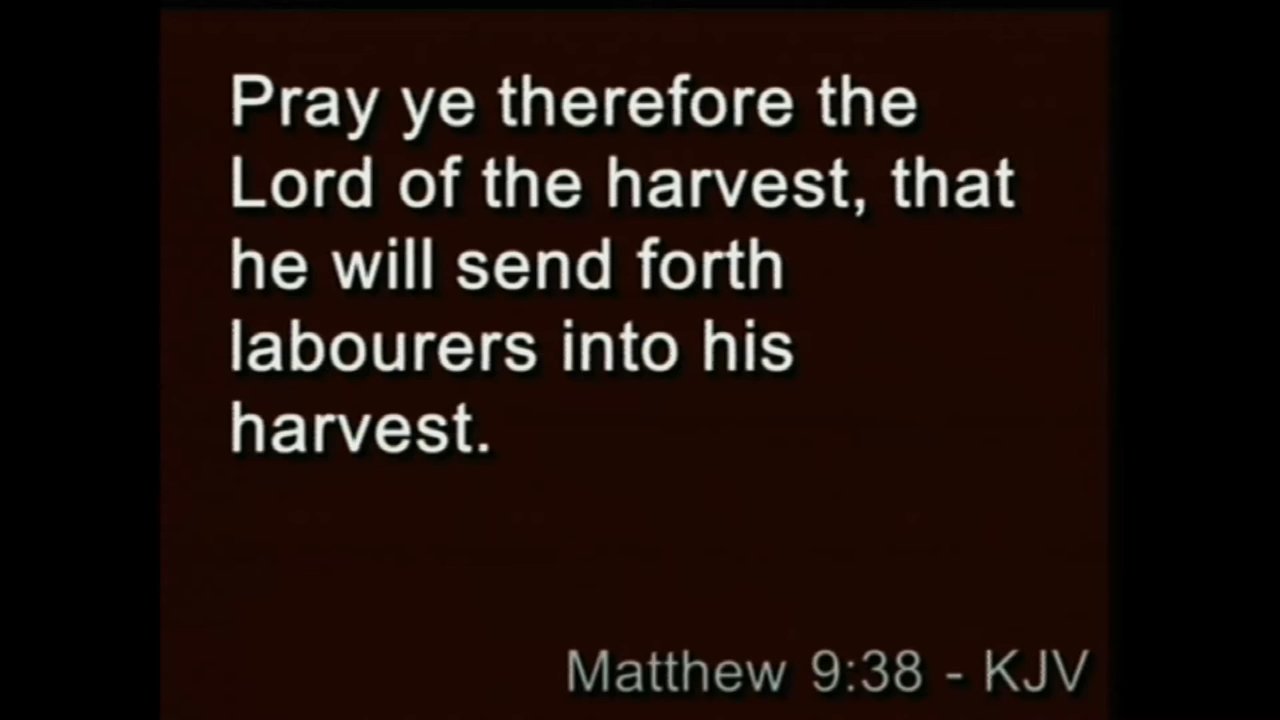 Pray ye therefore the
Lord of the harvest, that
he will send forth
labourers into his
harvest.
Matthew 9:38 - KJV